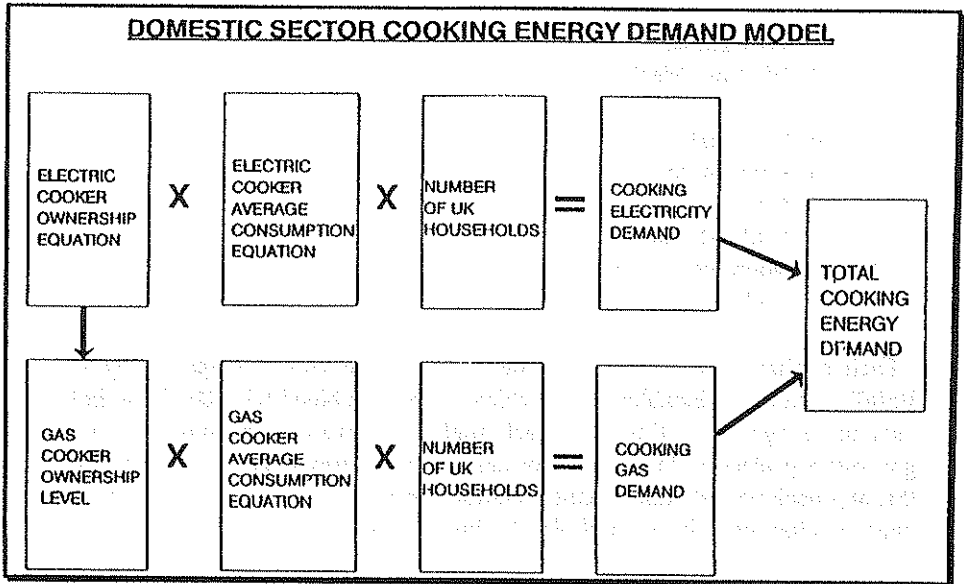 DOMESTIC SECTOR COOKING ENERGY DEMAND MODEL
ELECTRIC
COOKER
OWNERSHIP
EQUATION
X
ELECTRIC
COOKER
AVERAGE
CONSUMPTION
EQUATION
X
NUMBER
OF UK
HOUSEHOLDS
=
COOKING
ELECTRICITY
DEMAND
TOTAL
COOKING
ENERGY
DEMAND
GAS
COOKER
OWNERSHIP
LEVEL
X
GAS
COOKER
AVERAGE
CONSUMPTION
EQUATION
X
NUMBER
OF UK
HOUSEHOLDS
=
COOKING
GAS
DEMAND